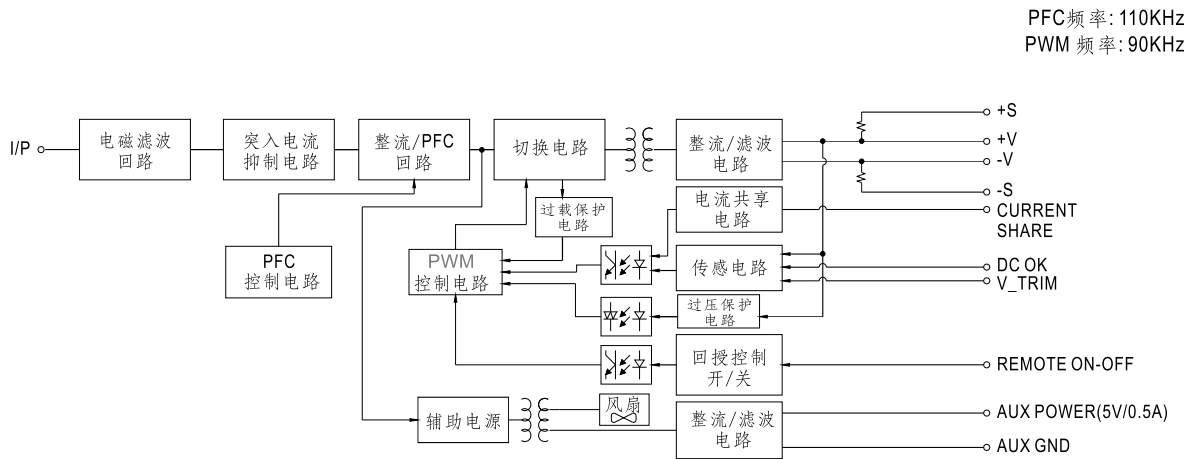 PFC频率: 110KHz
PWM 频率: 90KHz
I/P
电磁滤波
回路
突入电流
抑制电路
整流/PFC
回路
切换电路
整流/滤波
电路
+S
+V
-V
-S
电流共享
电路
CURRENT
SHARE
过载保护
电路
PFC
控制电路
PWM
控制电路
传感电路
DC OK
V_TRIM
过压保护
电路
回授控制
开/关
REMOTE ON-OFF
辅助电源
风扇
整流/滤波
电路
AUX POWER(5V/0.5A)
AUX GND